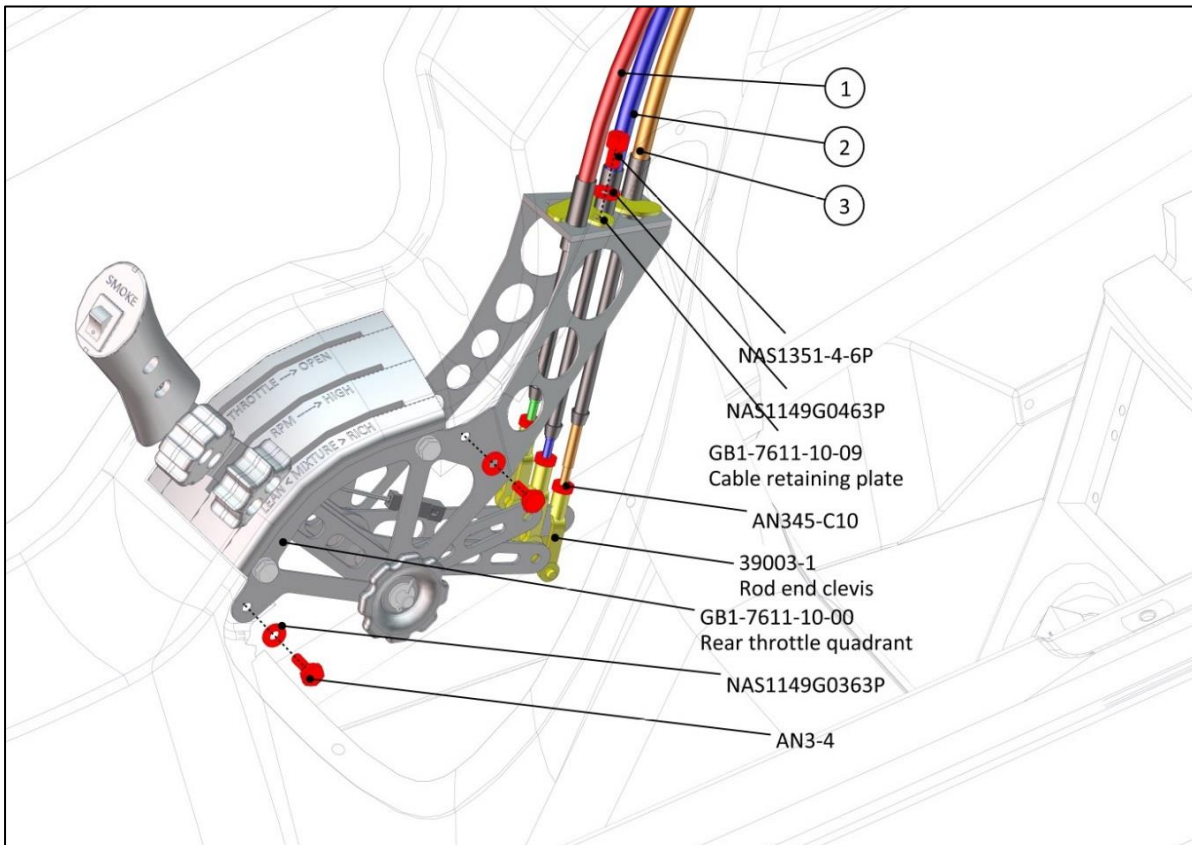 1
2
3
SMOKE
THROTTLE —> OPEN
RPM —> HIGH
LEAN < MIXTURE > RICH
NAS1351-4-6P
NAS1149G0463P
GB1-7611-10-09
Cable retaining plate
AN345-C10
39003-1
Rod end clevis
GB1-7611-10-00
Rear throttle quadrant
NAS1149G0363P
AN3-4